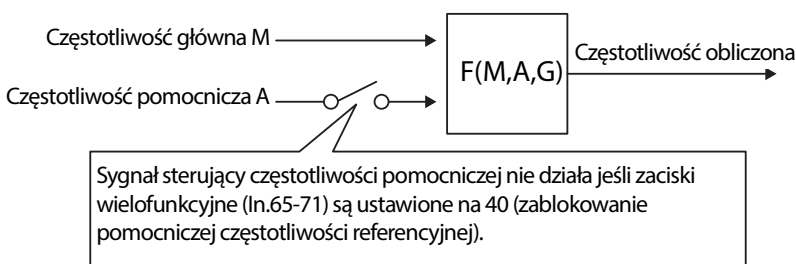 Częstotliwość główna M
F(M,A,G)
Częstotliwość obliczona
Częstotliwość pomocnicza A
Sygnał sterujący częstotliwości pomocniczej nie działa jeśli zaciski
wielofunkcyjne (In.65-71) są ustawione na 40 (zablokowanie
pomocniczej częstotliwości referencyjnej).